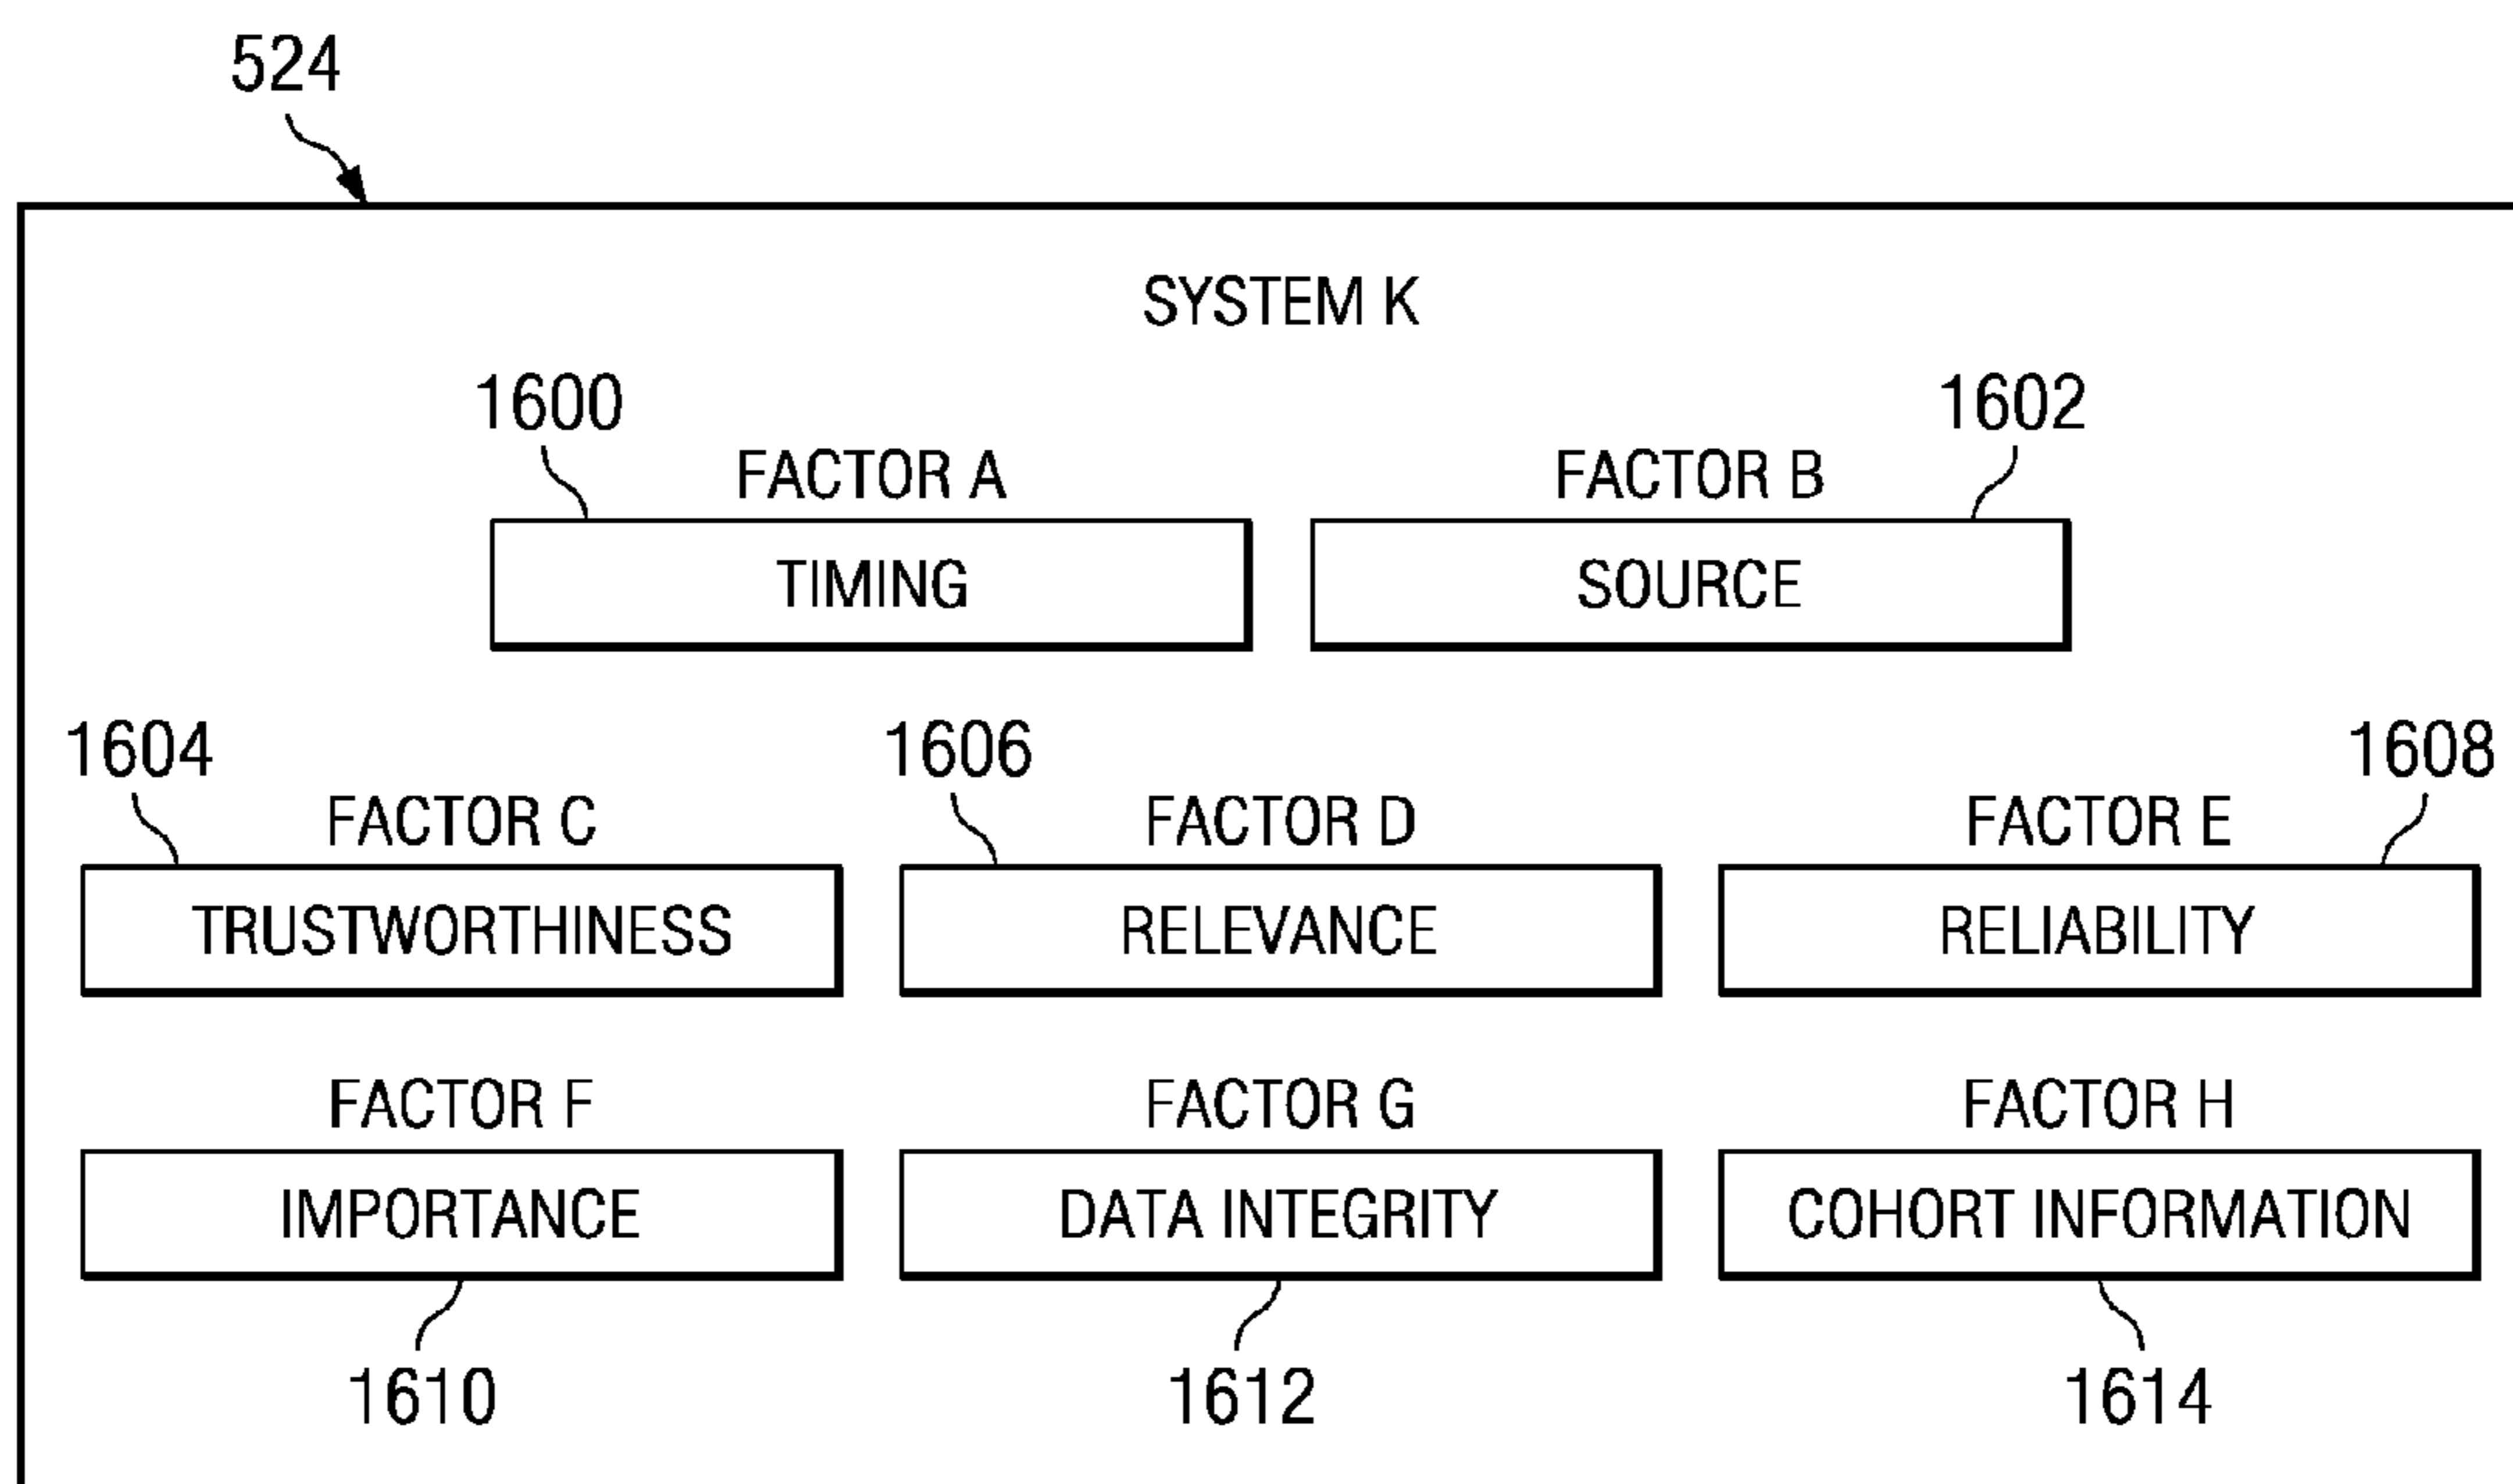 524
SYSTEM K
1600 1602
FACTOR A FACTOR B
TIMING SOURCE
1604 1606 1608
FACTOR C FACTOR D FACTOR E
TRUSTWORTHINESS RELEVANCE RELIABILITY
FACTOR F FACTOR G FACTOR H
IMPORTANCE DATA INTEGRITY COHORT INFORMATION
1610 1612 1614